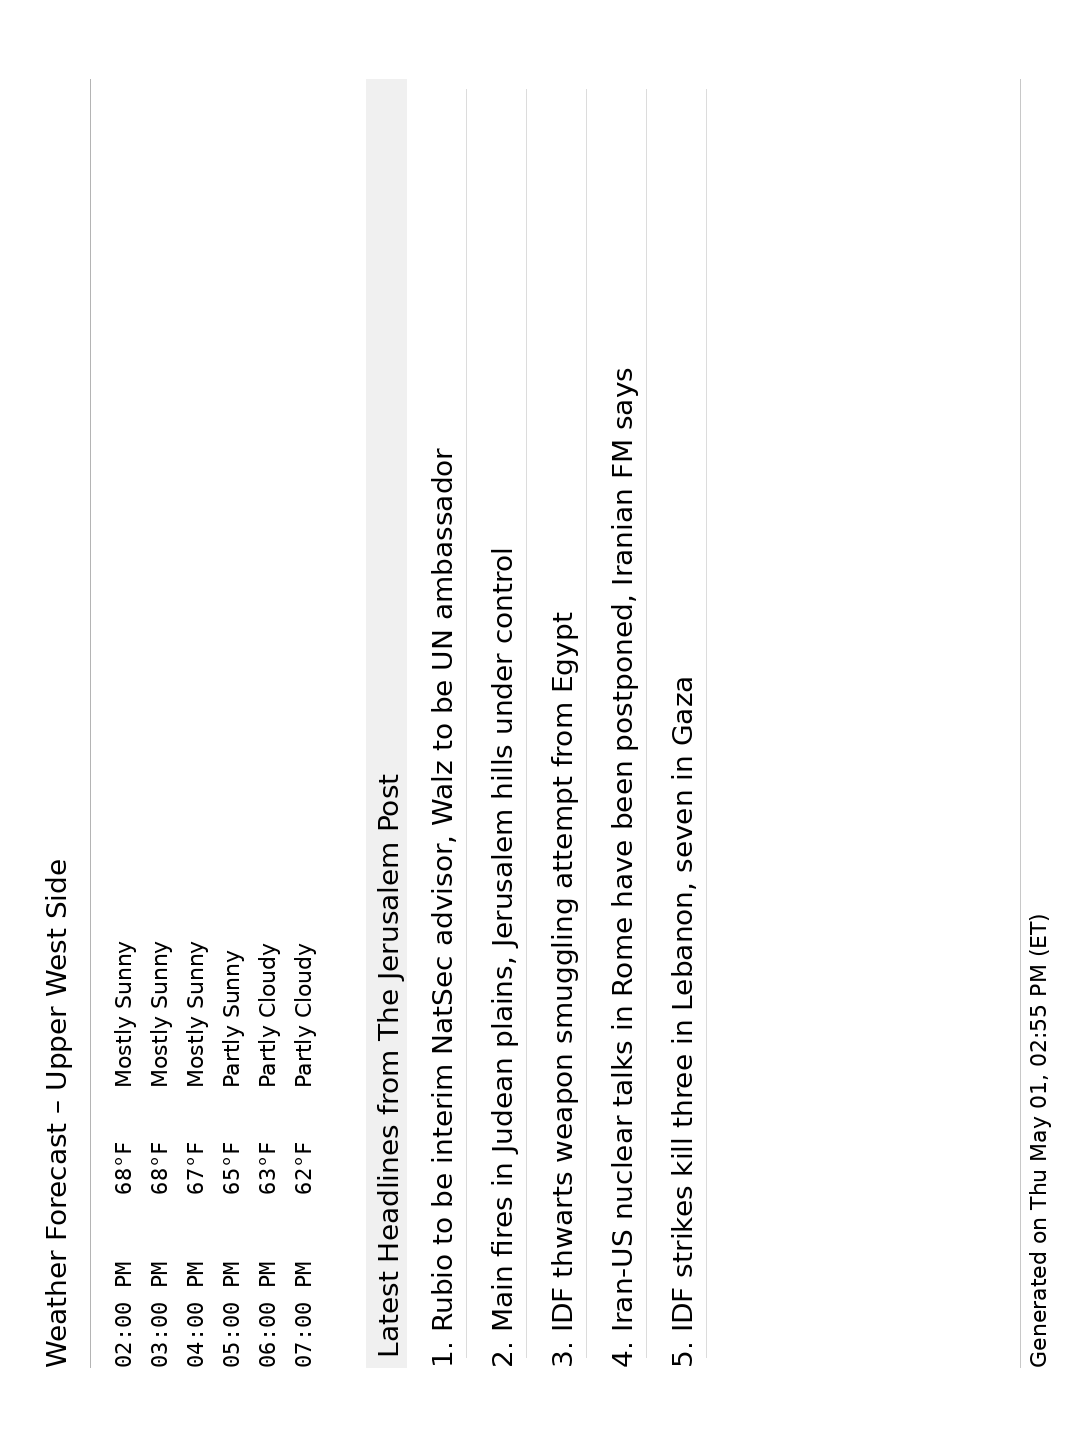 Weather Forecast – Upper West Side
02:00 PM 68°F Mostly Sunny
03:00 PM 68°F Mostly Sunny
04:00 PM 67°F Mostly Sunny
05:00 PM 65°F Partly Sunny
06:00 PM 63°F Partly Cloudy
07:00 PM 62°F Partly Cloudy
Latest Headlines from The Jerusalem Post
1. Rubio to be interim NatSec advisor, Walz to be UN ambassador
2. Main fires in Judean plains, Jerusalem hills under control
3. IDF thwarts weapon smuggling attempt from Egypt
4. Iran-US nuclear talks in Rome have been postponed, Iranian FM says
5. IDF strikes kill three in Lebanon, seven in Gaza
Generated on Thu May 01, 02:55 PM (ET)